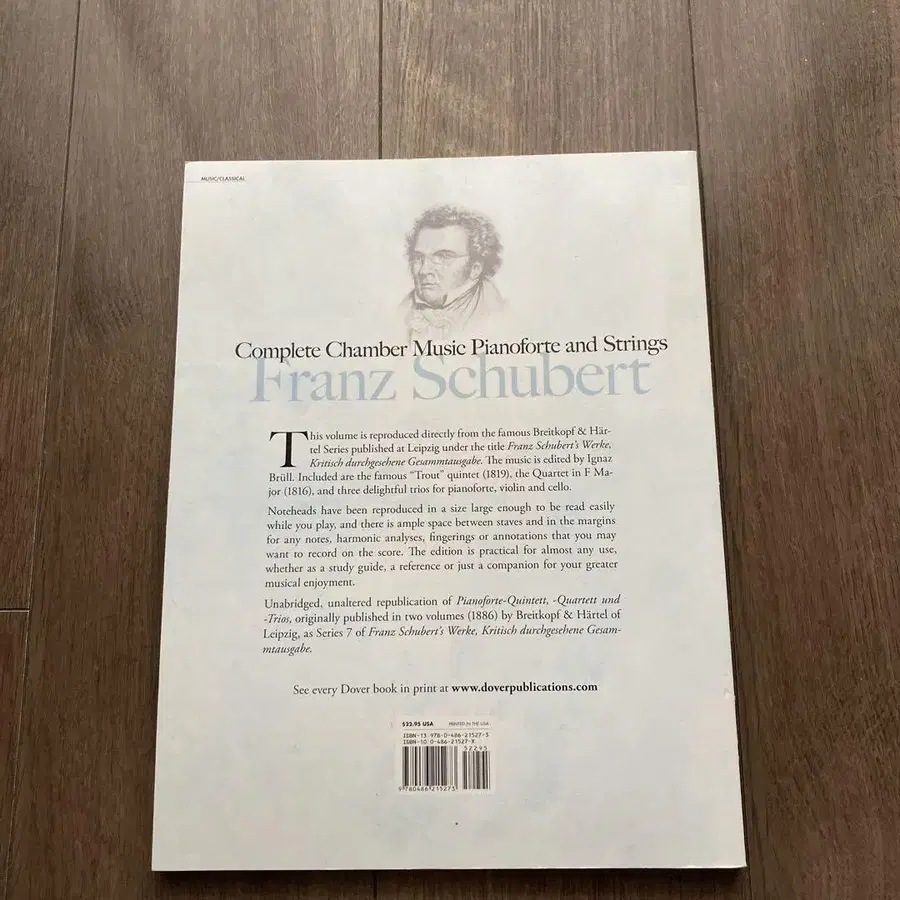 MUSIC/CLASSICAL
Complete Chamber Music Pianoforte and Strings
Franz Schubert
This volume is reproduced directly from the famous Breitkopf & Här-
tel Series published at Leipzig under the title Franz Schubert's Werke,
Kritisch durchgesehene Gesammtausgabe. The music is edited by Ignaz
Brüll. Included are the famous “Trout” quintet (1819), the Quartet in F Ma-
jor (1816), and three delightful trios for pianoforte, violin and cello.
Noteheads have been reproduced in a size large enough to be read easily
while you play, and there is ample space between staves and in the margins
for any notes, harmonic analyses, fingerings or annotations that you may
want to record on the score. The edition is practical for almost any use,
whether as a study guide, a reference or just a companion for your greater
musical enjoyment.
Unabridged, unaltered republication of Pianoforte-Quintett, -Quartett und
-Trios, originally published in two volumes (1886) by Breitkopf & Härtel of
Leipzig, as Series 7 of Franz Schubert's Werke, Kritisch durchgesehene Gesam-
mtausgabe.
See every Dover book in print at www.doverpublications.com
$22.95 USA PRINTED IN THE USA
ISBN-13 978-0-486-21527-3
ISBN-10 0-486-21527-X
52295
9 780486 215273